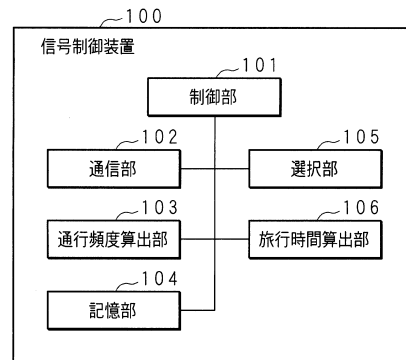 100
信号制御装置
101
制御部
102
通信部
105
選択部
103
通行頻度算出部
106
旅行時間算出部
104
記憶部